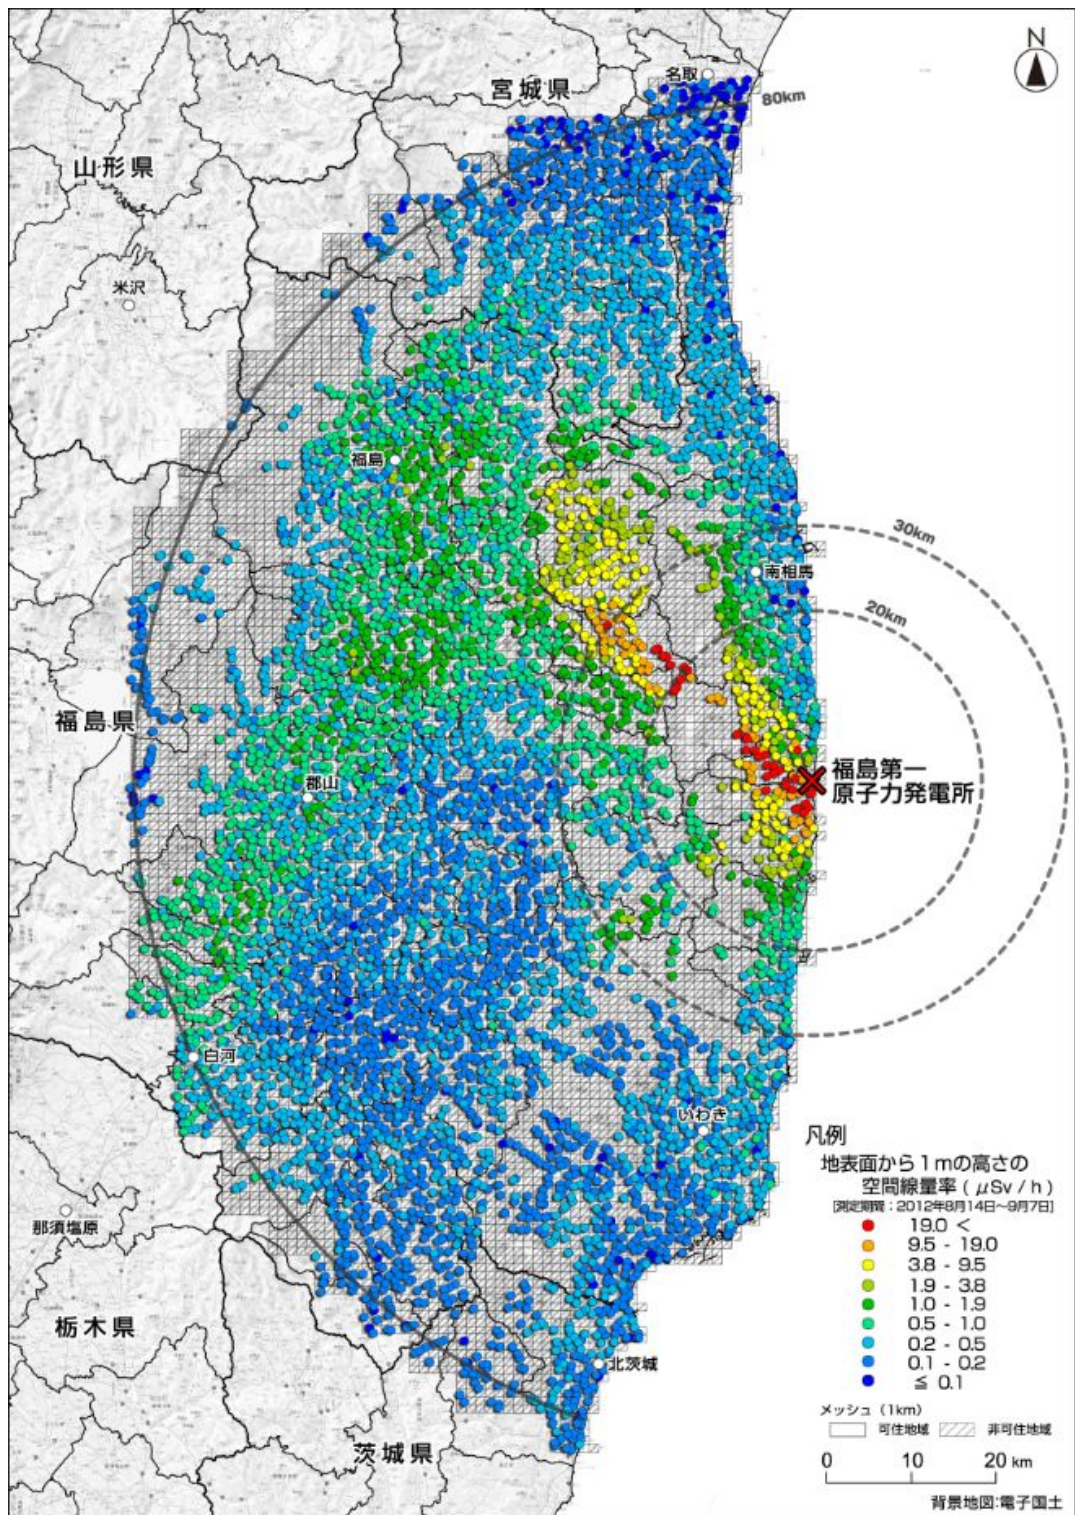 N
名取
宮城県
80km
山形県
米沢
福島
30km
南相馬
20km
福島県
福島第一
原子力発電所
郡山
白河
いわき
凡例
地表面から1mの高さの
空間線量率 ( μSv / h )
[測定期間：2012年8月14日～9月7日]
19.0 <
9.5 - 19.0
3.8 - 9.5
1.9 - 3.8
1.0 - 1.9
0.5 - 1.0
0.2 - 0.5
0.1 - 0.2
≦ 0.1
那須塩原
栃木県
北茨城
茨城県
メッシュ (1km)
可住地域 非可住地域
0 10 20 km
背景地図:電子国土